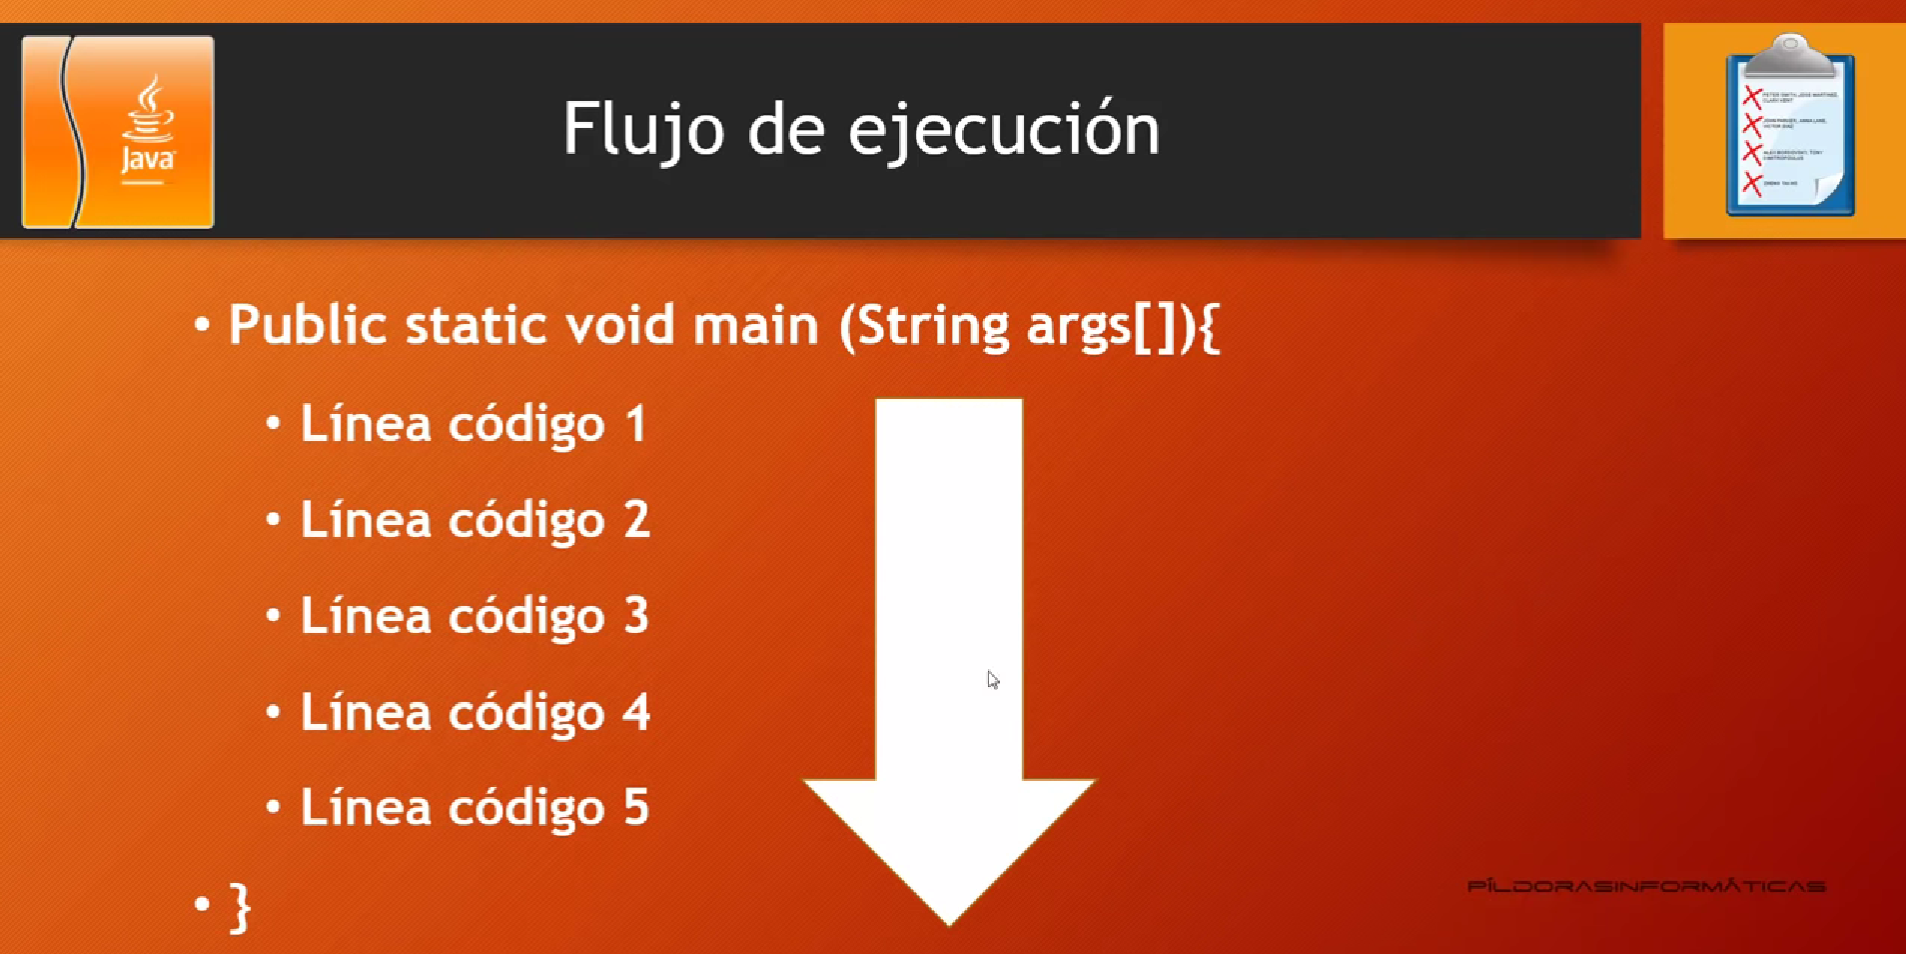 Java
Flujo de ejecución
• Public static void main (String args[]){
• Línea código 1
• Línea código 2
• Línea código 3
• Línea código 4
• Línea código 5
• }
PÍLDORASINFORMÁTICAS